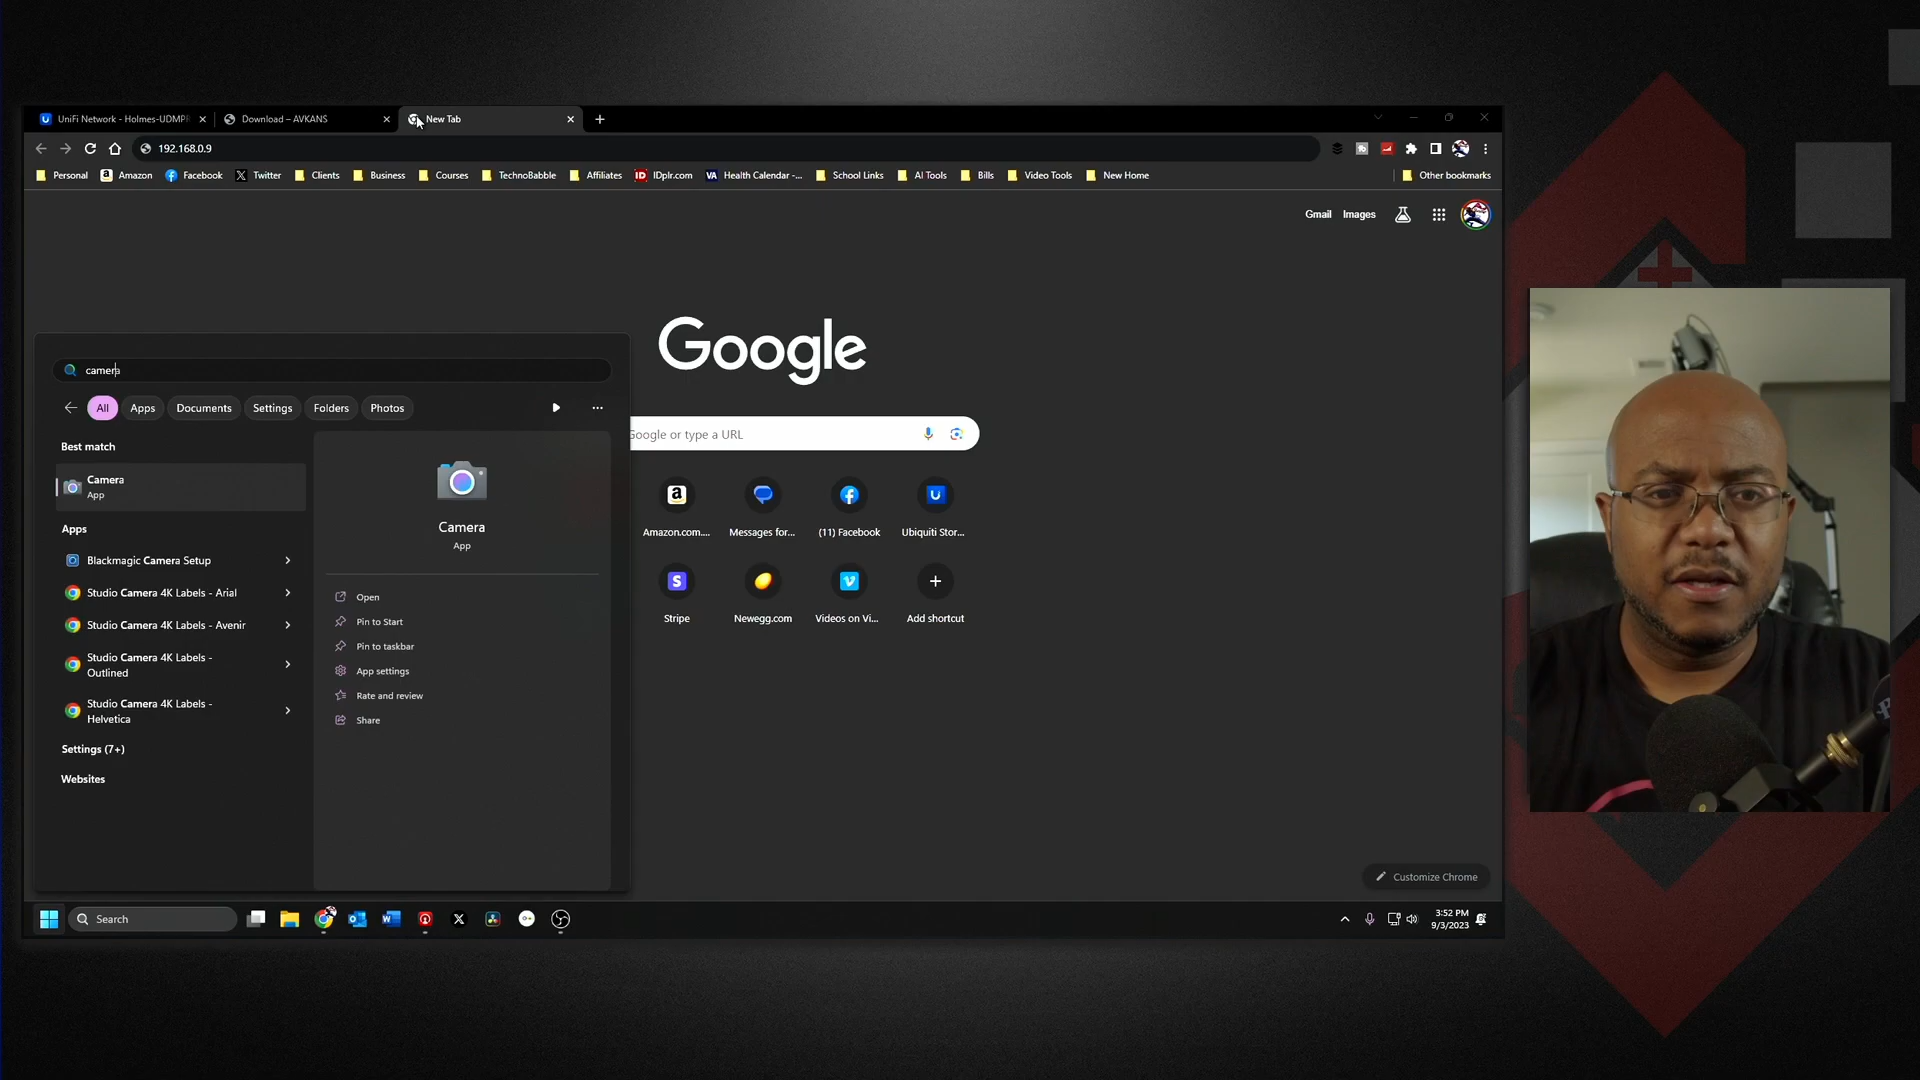 UniFi Network - Holmes-UDMPR
Download – AVKANS
New Tab
192.168.0.9
Personal
Amazon
Facebook
Twitter
Clients
Business
Courses
TechnoBabble
Affiliates
IDplr.com
Health Calendar -...
School Links
AI Tools
Bills
Video Tools
New Home
Other bookmarks
Gmail
Images
Google
Google or type a URL
camera
All
Apps
Documents
Settings
Folders
Photos
Best match
Camera
App
Apps
Blackmagic Camera Setup
Studio Camera 4K Labels - Arial
Studio Camera 4K Labels - Avenir
Studio Camera 4K Labels -
Outlined
Studio Camera 4K Labels -
Helvetica
Settings (7+)
Websites
Camera
App
Open
Pin to Start
Pin to taskbar
App settings
Rate and review
Share
Amazon.com....
Messages for...
(11) Facebook
Ubiquiti Stor...
Stripe
Newegg.com
Videos on Vi...
Add shortcut
Customize Chrome
Search
3:52 PM
9/3/2023